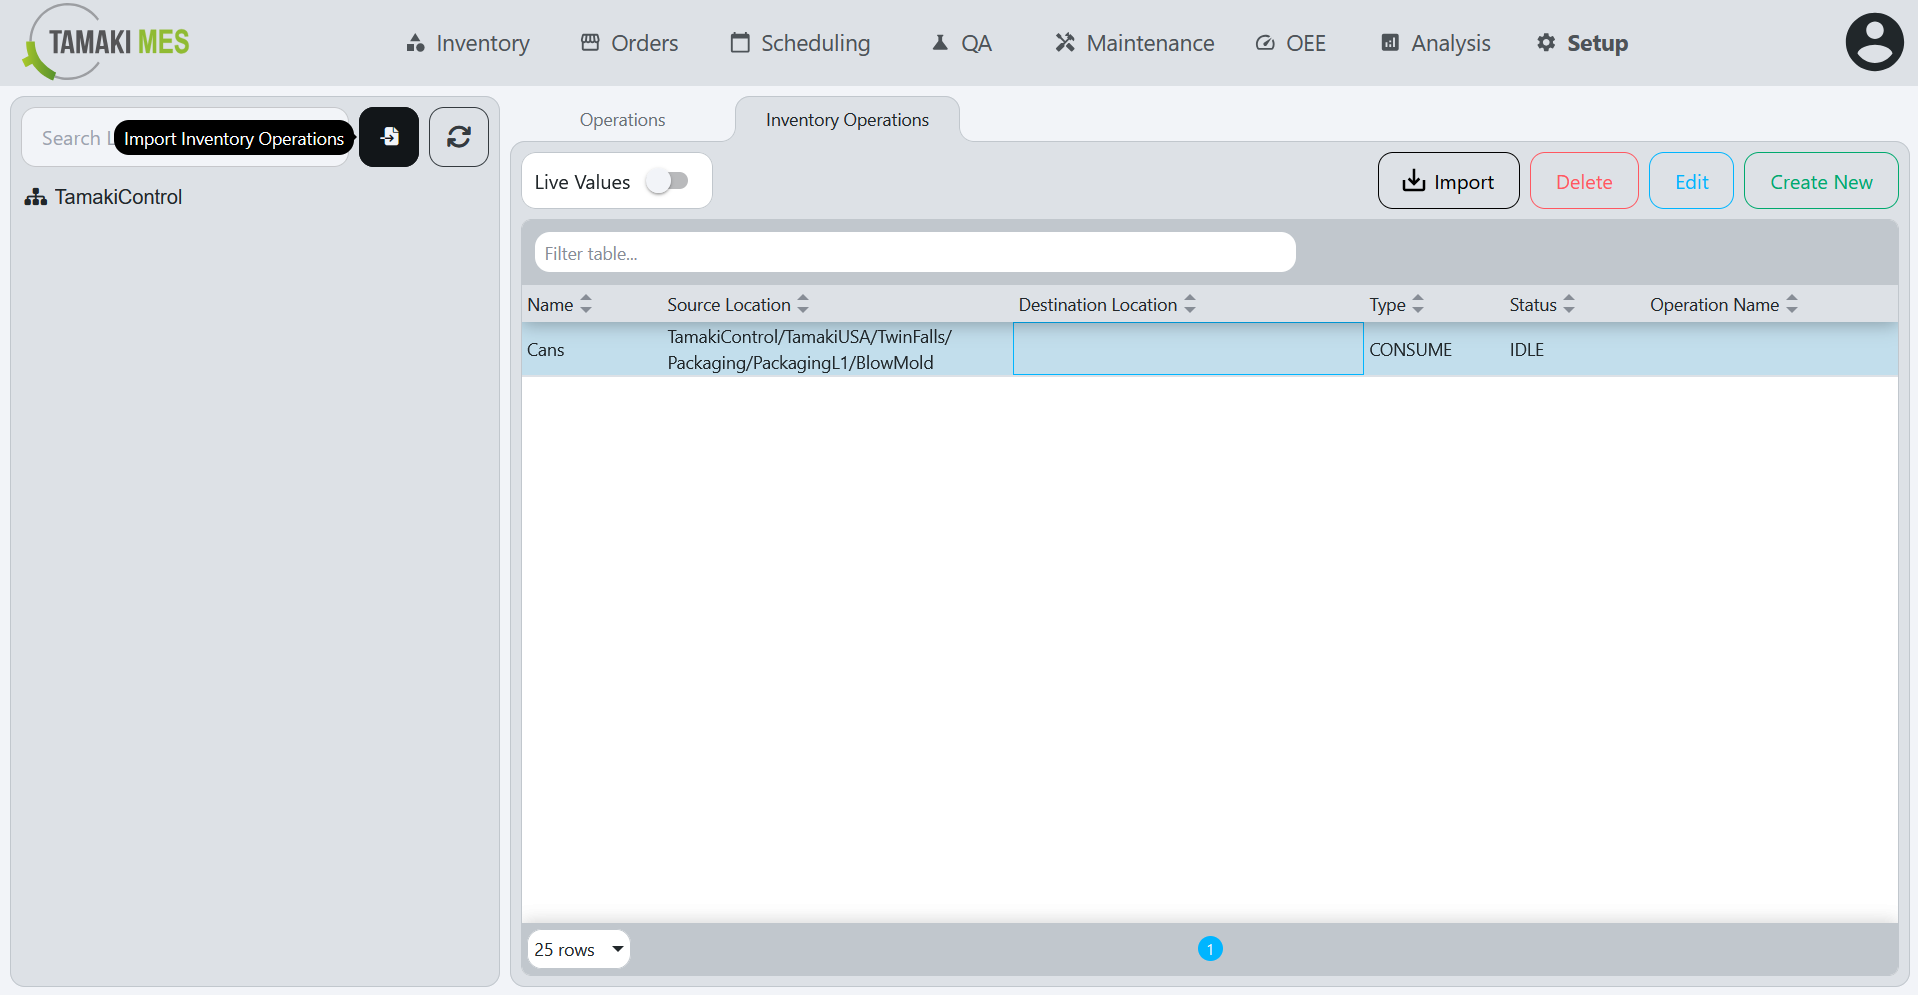 TAMAKI MES
Inventory
Orders
Scheduling
QA
Maintenance
OEE
Analysis
Setup
Search L
Import Inventory Operations
TamakiControl
Operations
Inventory Operations
Live Values
Import
Delete
Edit
Create New
Filter table...
Name
Source Location
Destination Location
Type
Status
Operation Name
Cans
TamakiControl/TamakiUSA/TwinFalls/
Packaging/PackagingL1/BlowMold
CONSUME
IDLE
25 rows
1